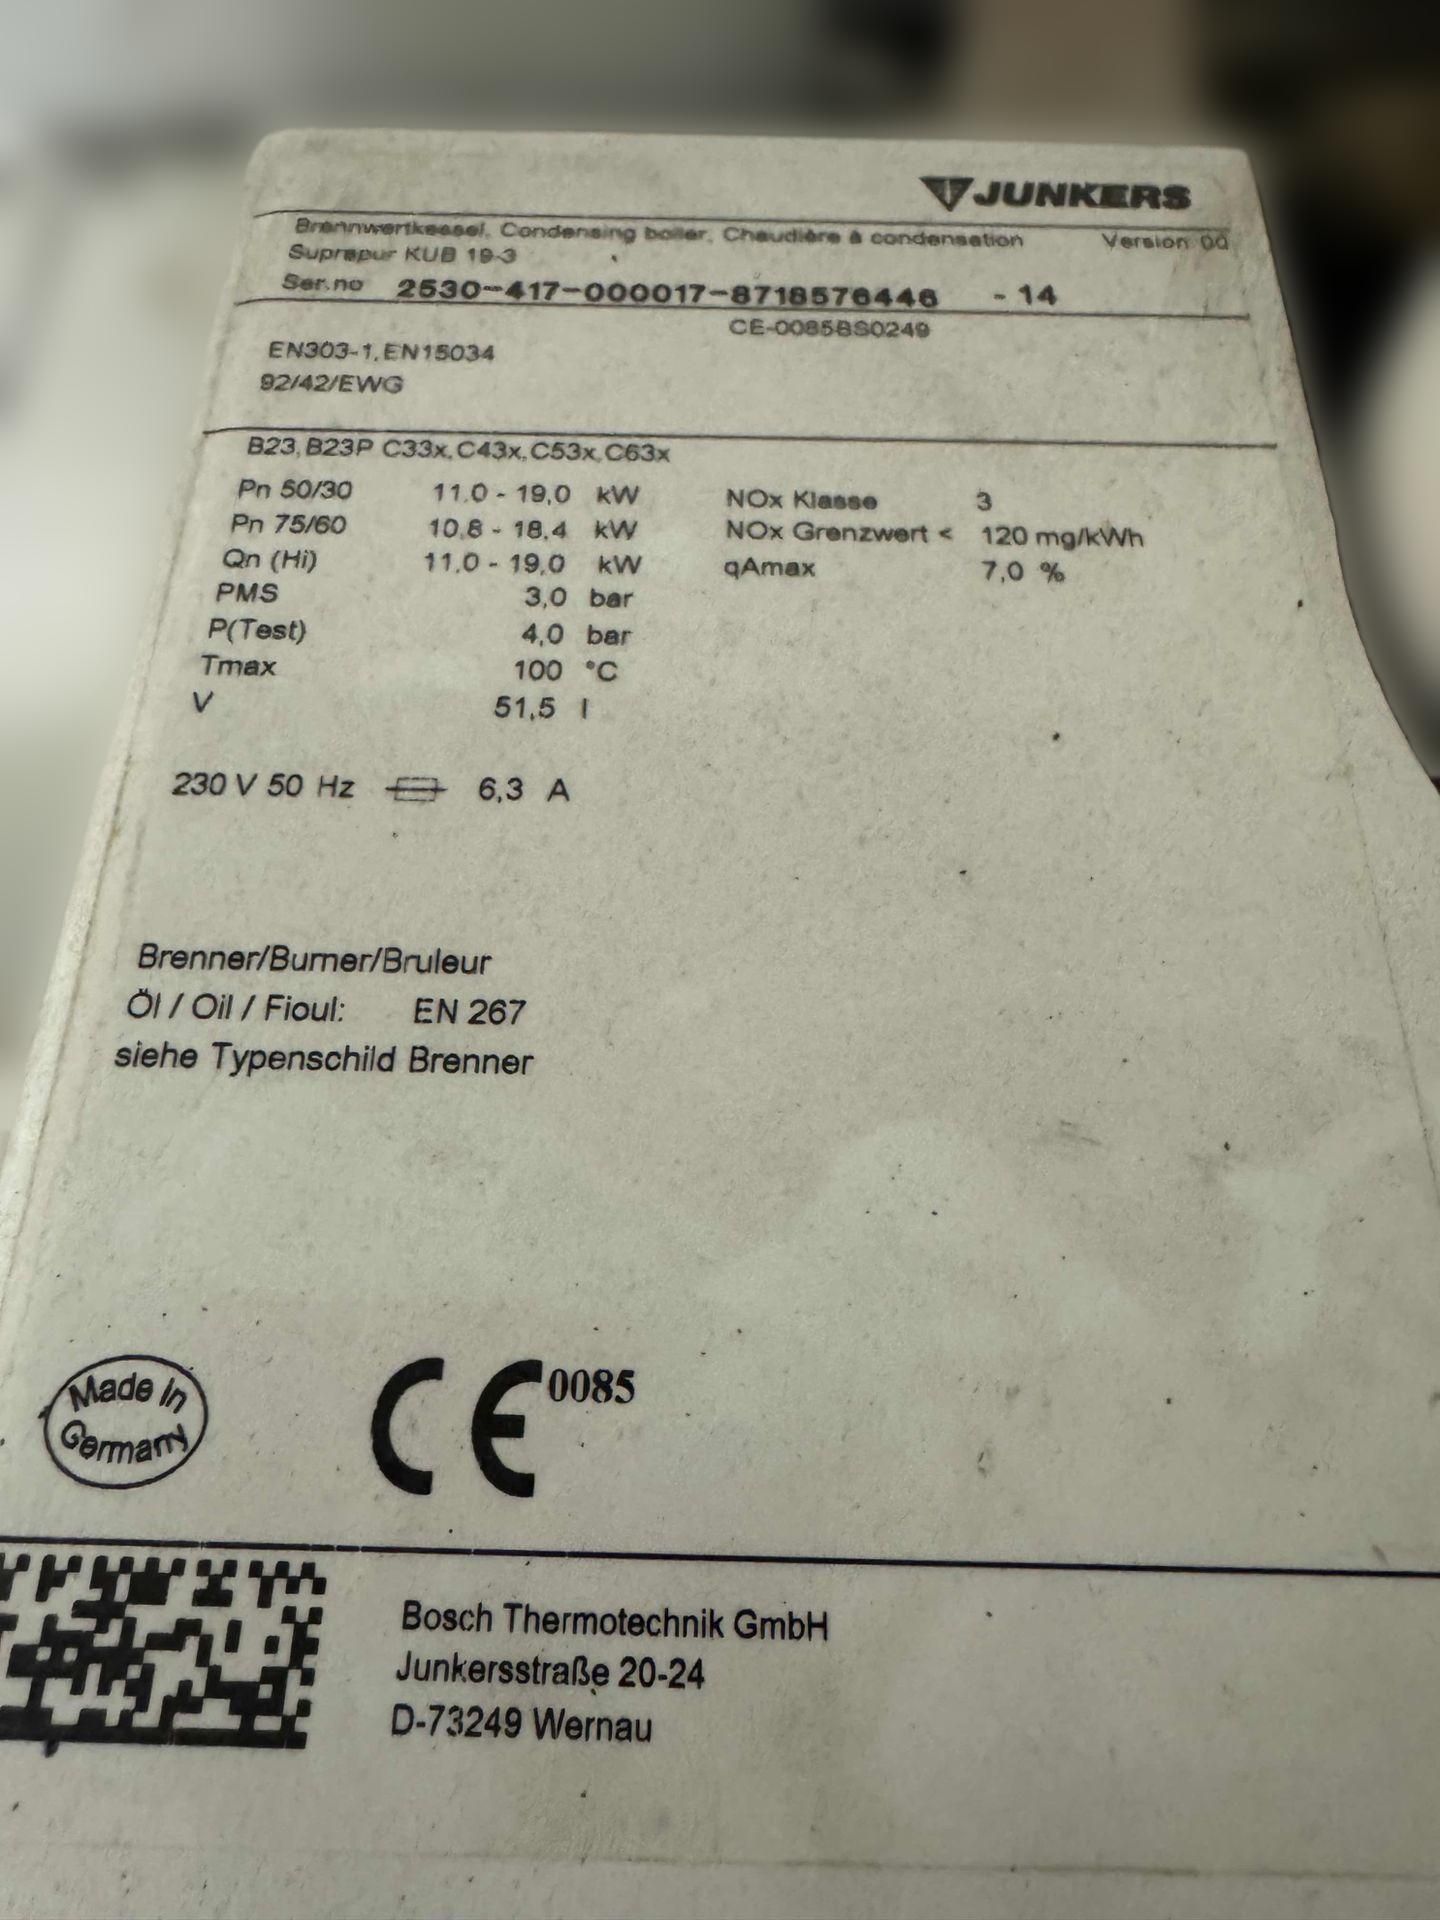 JUNKERS
Brennwertkessel, Condensing boiler, Chaudière à condensation Version 00
Suprapur KUB 19-3
Ser.no 2530-417-000017-8718576446 - 14
CE-0085BS0249
EN303-1, EN15034
92/42/EWG
B23, B23P C33x, C43x, C53x, C63x
Pn 50/30 11,0 - 19,0 kW NOx Klasse 3
Pn 75/60 10,8 - 18,4 kW NOx Grenzwert < 120 mg/kWh
Qn (Hi) 11,0 - 19,0 kW qAmax 7,0 %
PMS 3,0 bar
P(Test) 4,0 bar
Tmax 100 °C
V 51,5 l
230 V 50 Hz 6,3 A
Brenner/Burner/Bruleur
Öl / Oil / Fioul: EN 267
siehe Typenschild Brenner
Made in
Germany
CE 0085
Bosch Thermotechnik GmbH
Junkersstraße 20-24
D-73249 Wernau